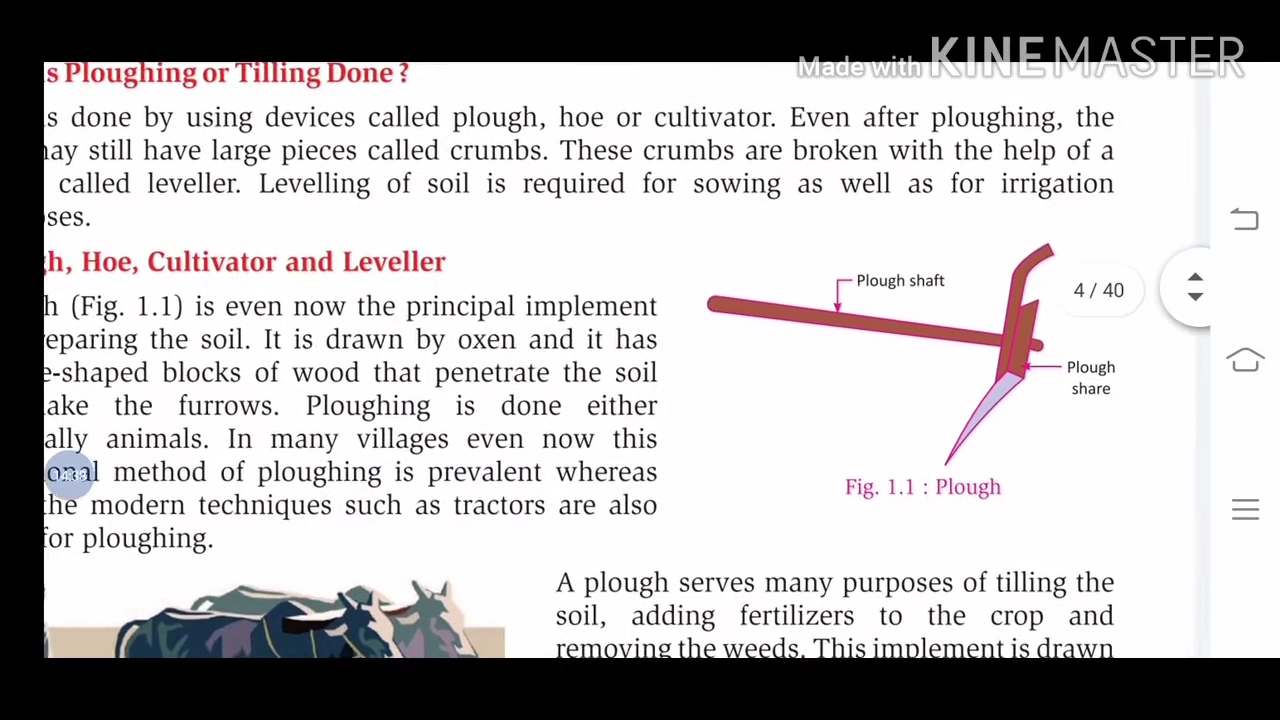 Made with KINEMASTER
s Ploughing or Tilling Done ?
s done by using devices called plough, hoe or cultivator. Even after ploughing, the
ay still have large pieces called crumbs. These crumbs are broken with the help of a
called leveller. Levelling of soil is required for sowing as well as for irrigation
ses.
h, Hoe, Cultivator and Leveller
h (Fig. 1.1) is even now the principal implement
eparing the soil. It is drawn by oxen and it has
e-shaped blocks of wood that penetrate the soil
ake the furrows. Ploughing is done either
ally animals. In many villages even now this
onal method of ploughing is prevalent whereas
the modern techniques such as tractors are also
for ploughing.
Plough shaft
4 / 40
Plough
share
Fig. 1.1 : Plough
A plough serves many purposes of tilling the
soil, adding fertilizers to the crop and
removing the weeds. This implement is drawn